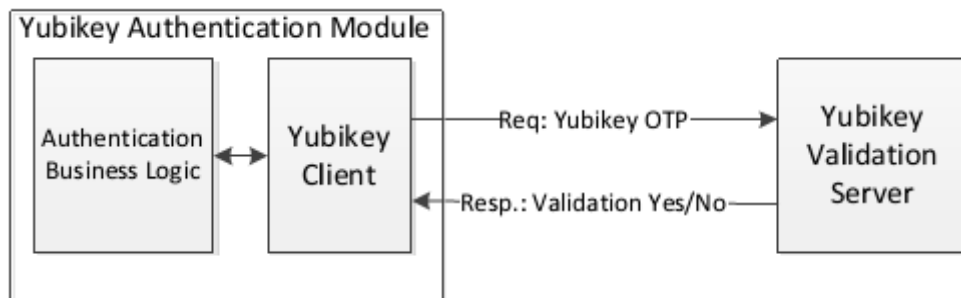 Yubikey Authentication Module
Authentication
Business Logic
Yubikey
Client
Req: Yubikey OTP
Resp.: Validation Yes/No
Yubikey
Validation
Server